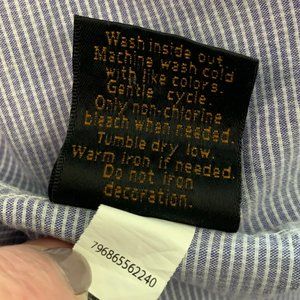 Wash inside out.
Machine wash cold
with like colors.
Gentle cycle.
Only non-chlorine
bleach when needed.
Tumble dry low.
Warm iron if needed.
Do not iron
decoration.
796865562240